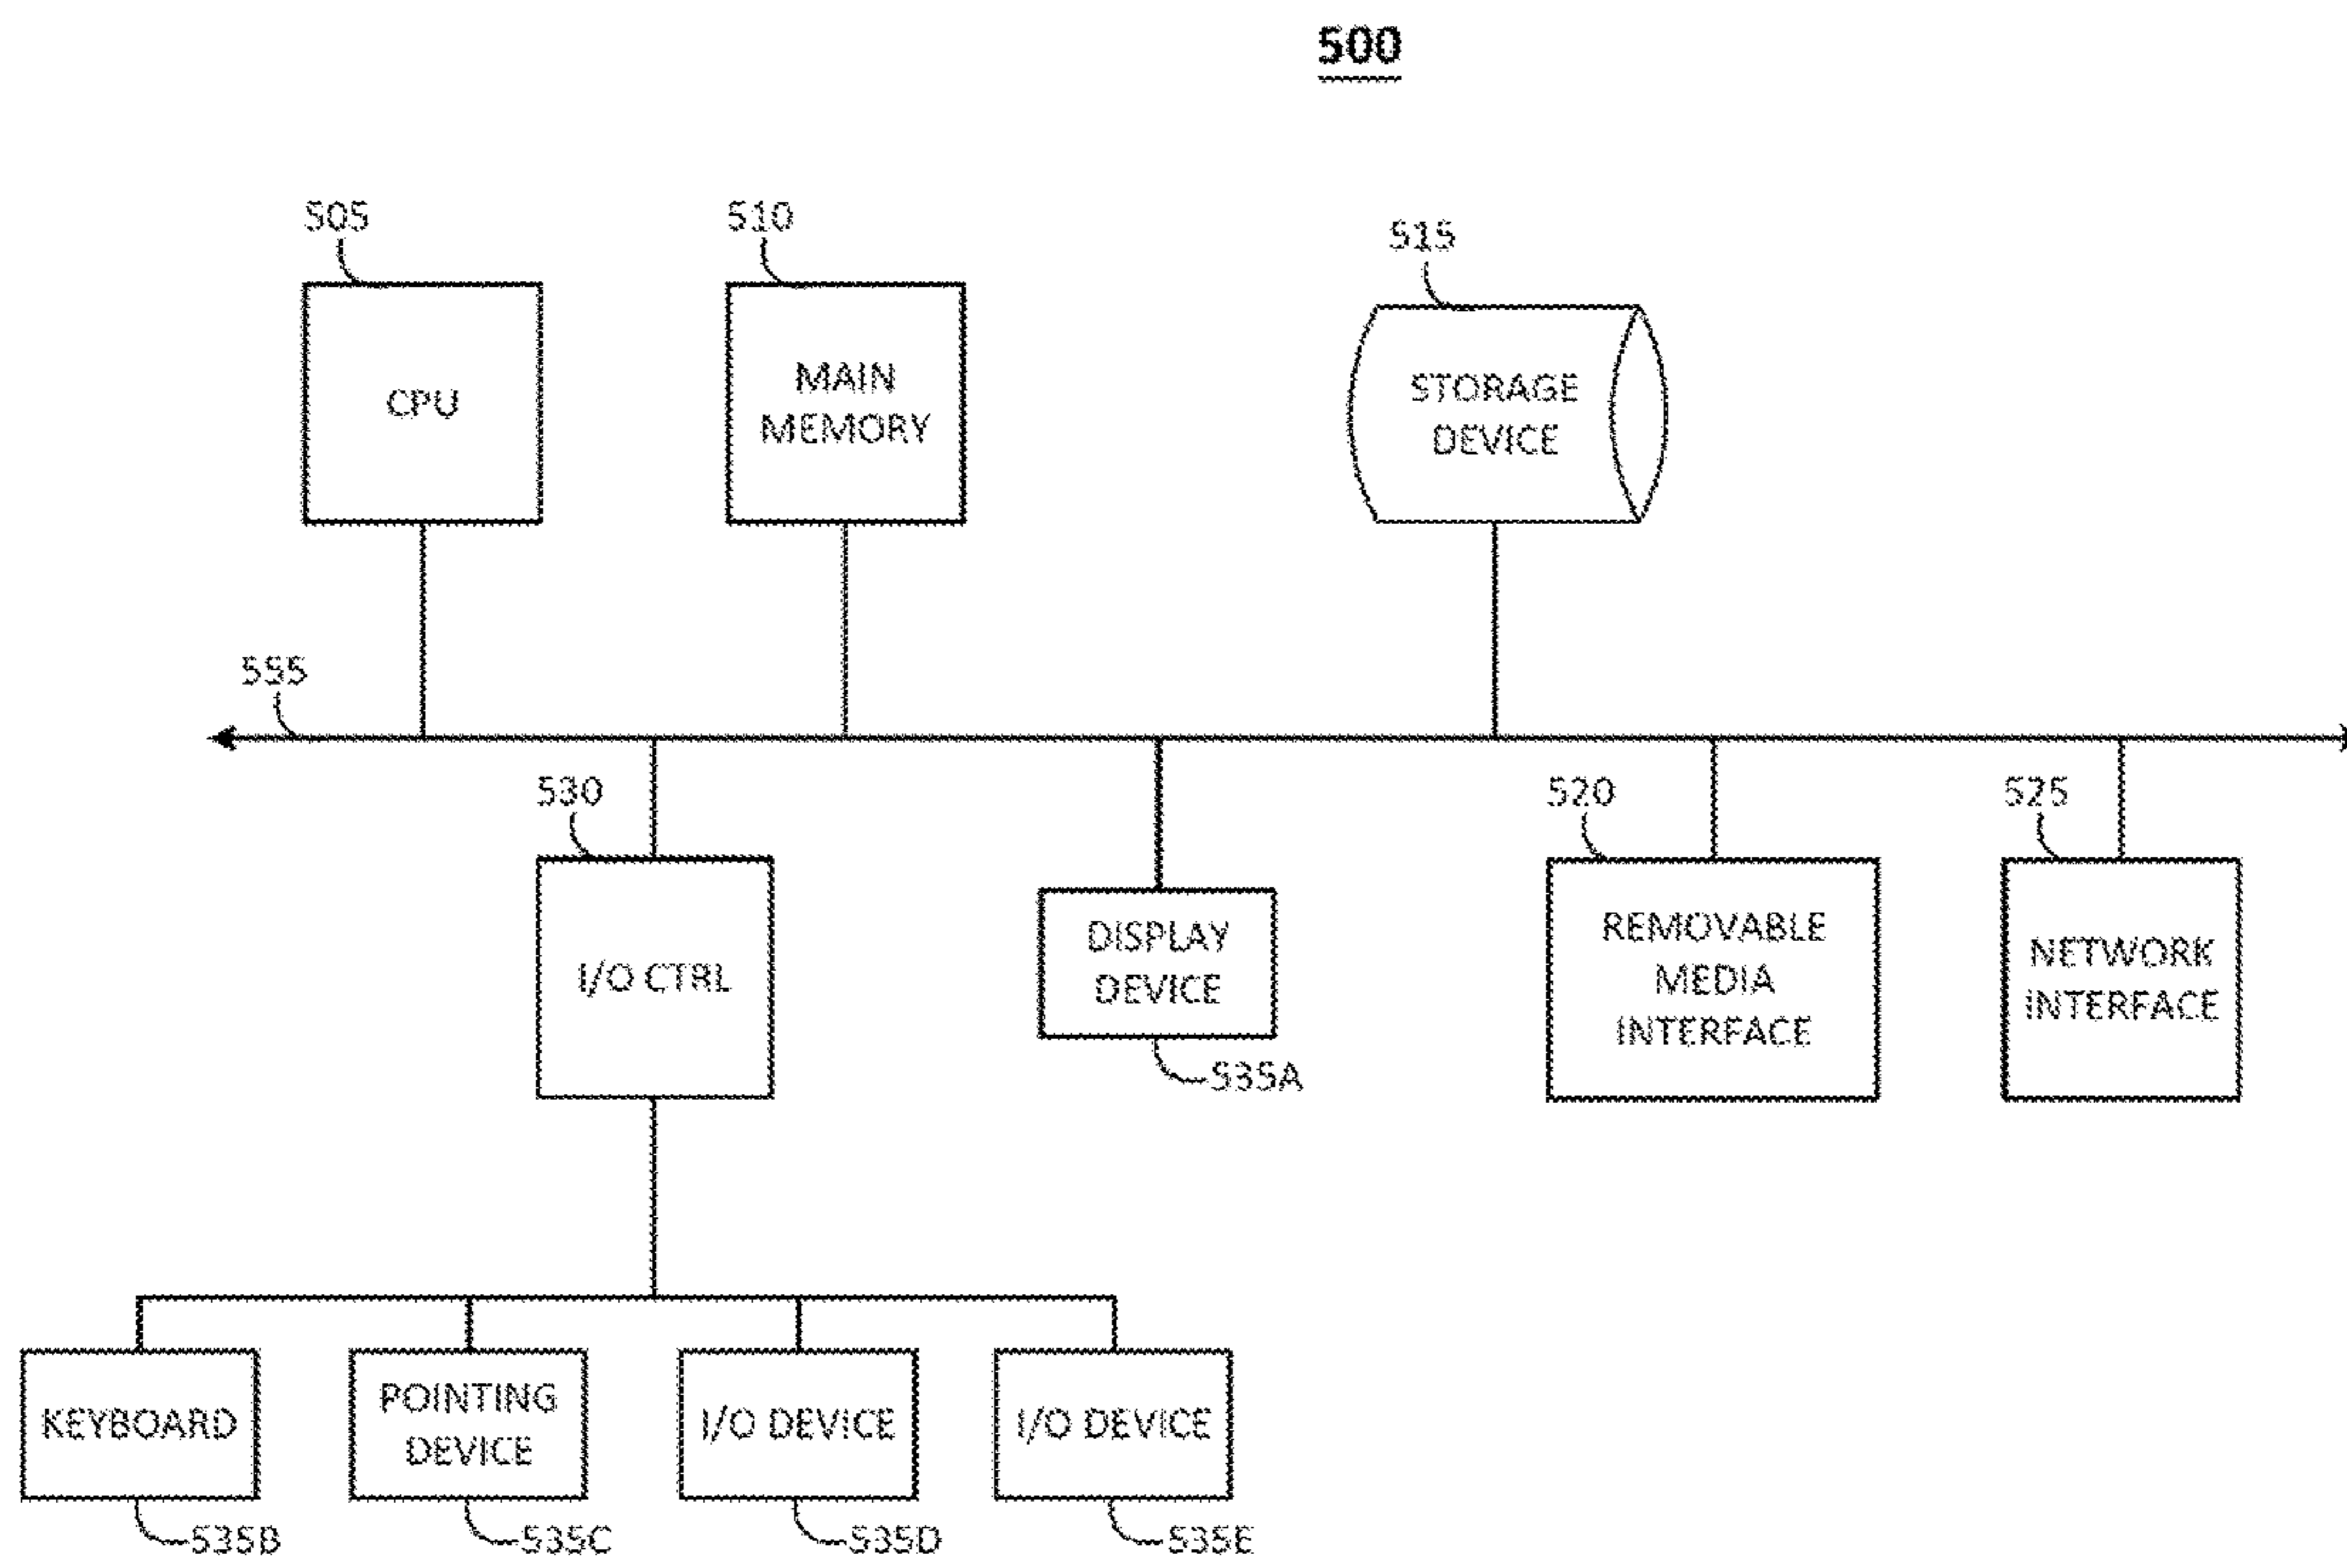 500
505
510
515
CPU
MAIN
MEMORY
STORAGE
DEVICE
555
530
520
525
I/O CTRL
DISPLAY
DEVICE
REMOVABLE
MEDIA
INTERFACE
NETWORK
INTERFACE
535A
KEYBOARD
POINTING
DEVICE
I/O DEVICE
I/O DEVICE
535B
535C
535D
535E